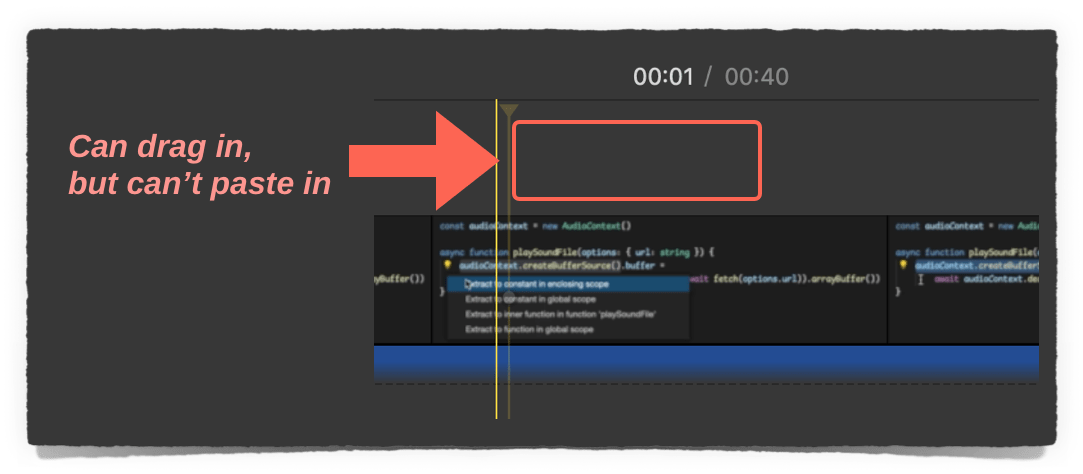 00:01 / 00:40
Can drag in,
but can’t paste in
const audioContext = new AudioContext()
async function playSoundFile(options: { url: string }) {
audioContext.createBufferSource().buffer =
await fetch(options.url)).arrayBuffer())
}
Extract to constant in enclosing scope
Extract to constant in global scope
Extract to inner function in function 'playSoundFile'
Extract to function in global scope
yBuffer())
const audioContext = new Aud
async function playSoundFile(
audioContext.createBuffer
await audioContext.de
}